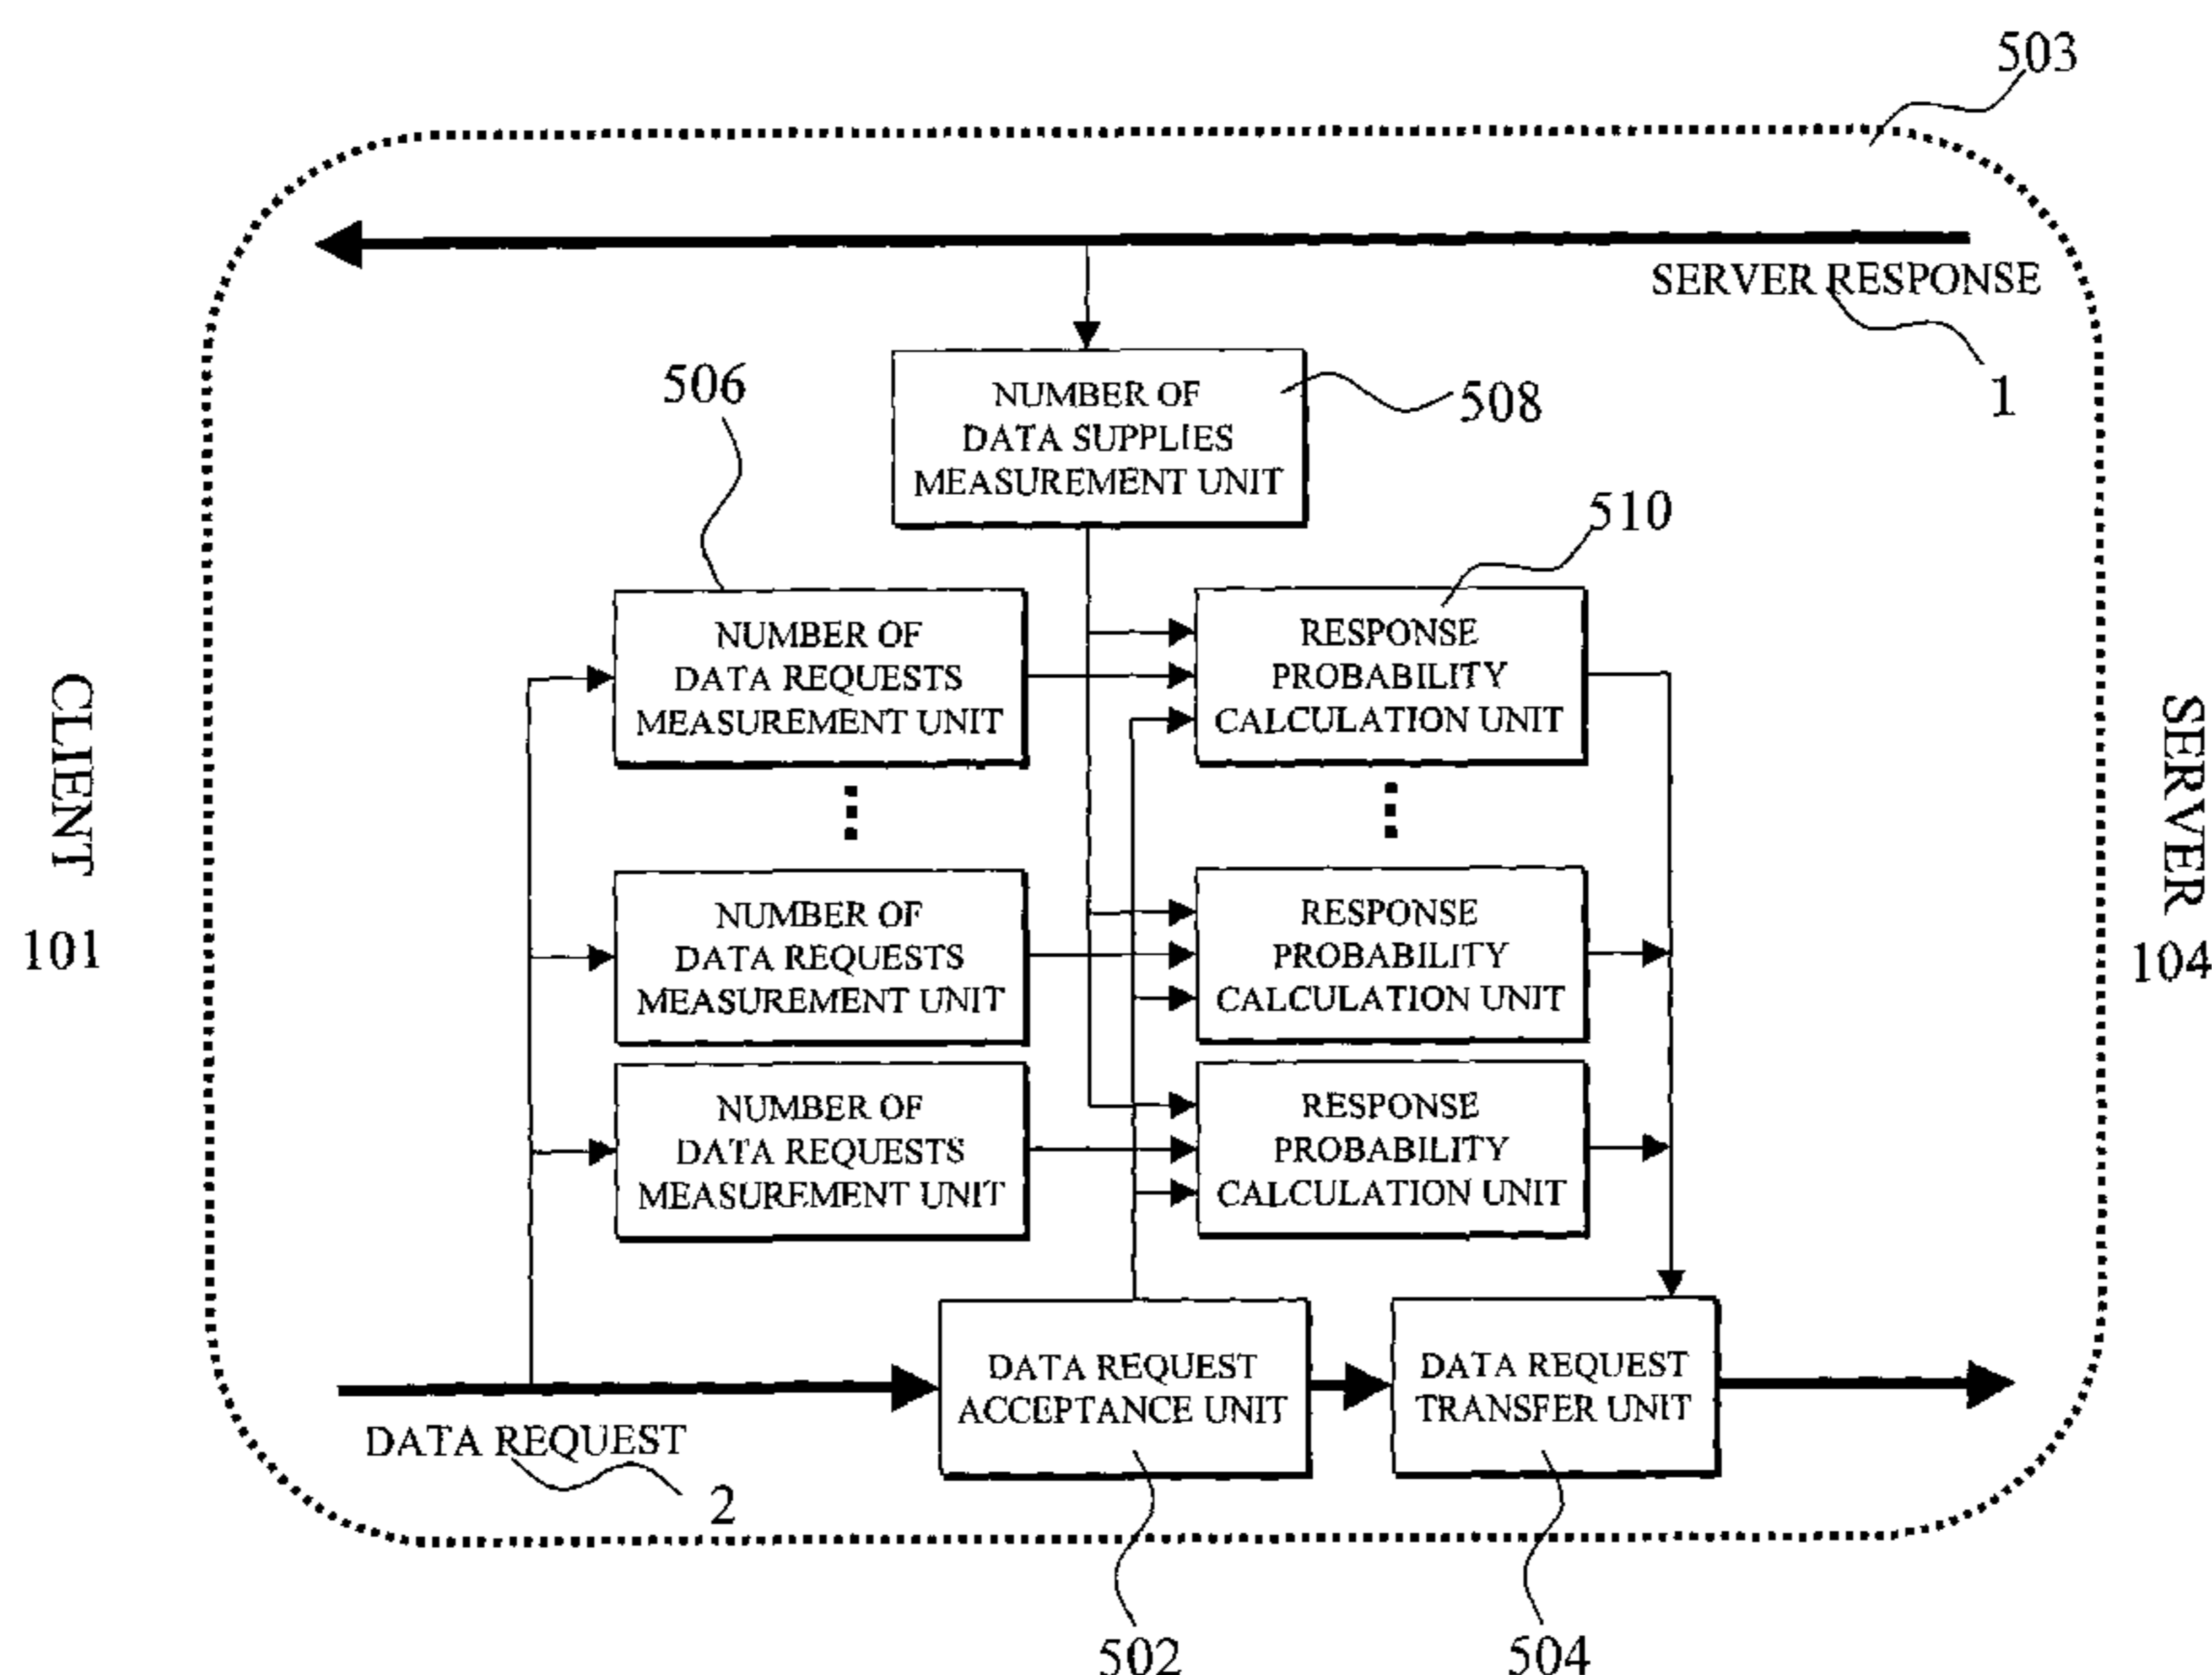 503
SERVER RESPONSE
1
NUMBER OF
DATA SUPPLIES
MEASUREMENT UNIT
508
506
510
NUMBER OF
DATA REQUESTS
MEASUREMENT UNIT
RESPONSE
PROBABILITY
CALCULATION UNIT
CLIENT
101
SERVER
104
NUMBER OF
DATA REQUESTS
MEASUREMENT UNIT
RESPONSE
PROBABILITY
CALCULATION UNIT
NUMBER OF
DATA REQUESTS
MEASUREMENT UNIT
RESPONSE
PROBABILITY
CALCULATION UNIT
DATA REQUEST
ACCEPTANCE UNIT
DATA REQUEST
TRANSFER UNIT
DATA REQUEST
2
502
504